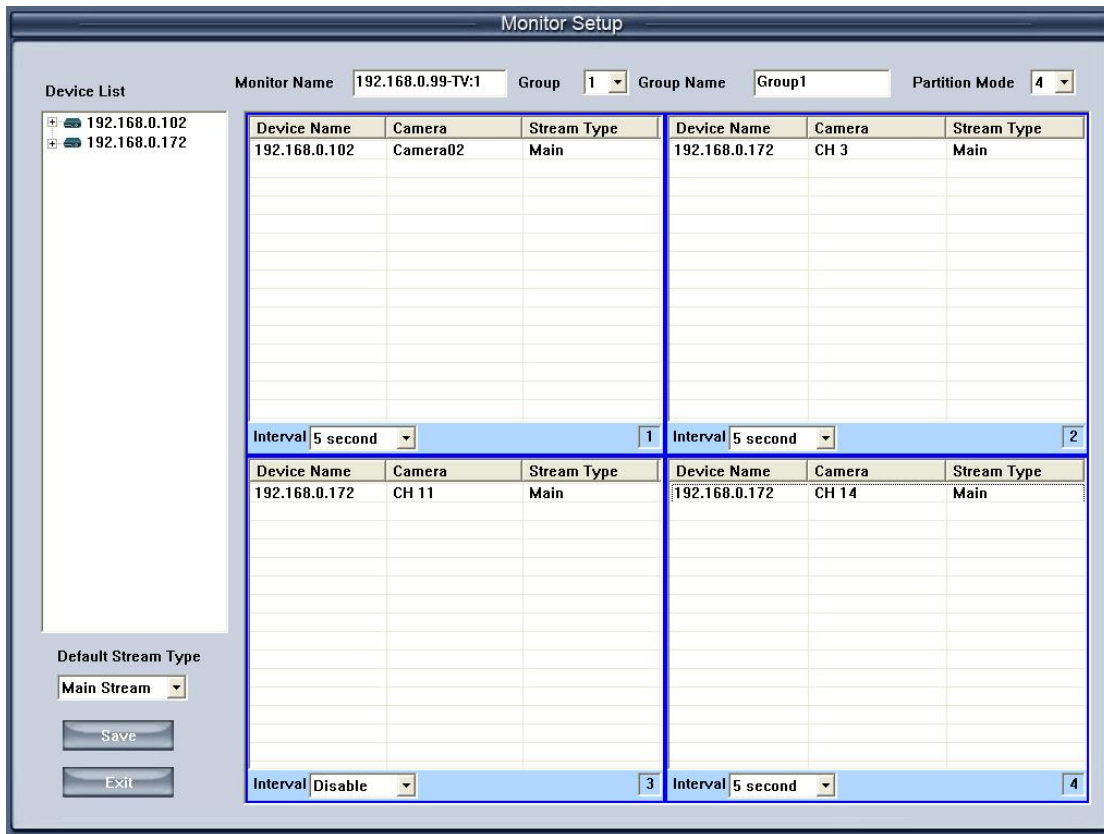 Monitor Setup
Monitor Name 192.168.0.99-TV:1 Group 1 Group Name Group1 Partition Mode 4
Device List
192.168.0.102
192.168.0.172
Device Name Camera Stream Type
192.168.0.102 Camera02 Main
Interval 5 second 1
Device Name Camera Stream Type
192.168.0.172 CH 3 Main
Interval 5 second 2
Device Name Camera Stream Type
192.168.0.172 CH 11 Main
Interval Disable 3
Device Name Camera Stream Type
192.168.0.172 CH 14 Main
Interval 5 second 4
Default Stream Type
Main Stream
Save
Exit